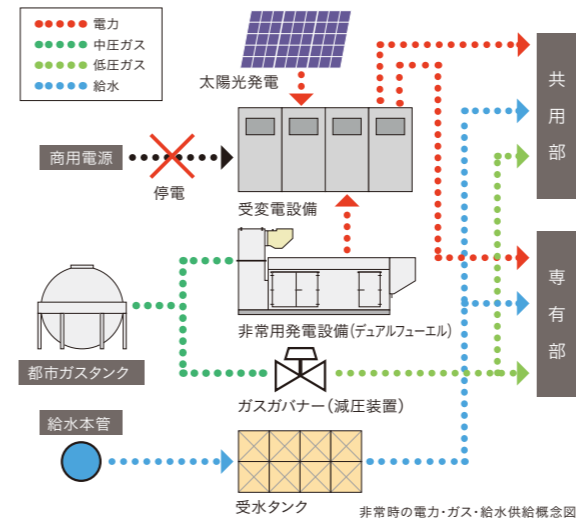 電力
中圧ガス
低圧ガス
給水
太陽光発電
共用部
商用電源
停電
受変電設備
専有部
非常用発電設備(デュアルフューエル)
都市ガスタンク
ガスガバナー(減圧装置)
給水本管
受水タンク
非常時の電力・ガス・給水供給概念図